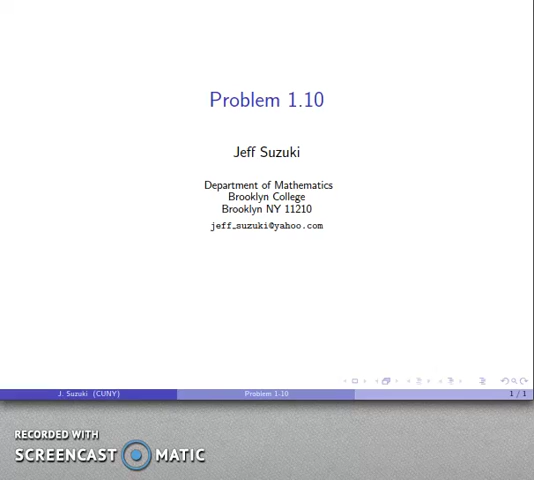 Problem 1.10
Jeff Suzuki
Department of Mathematics
Brooklyn College
Brooklyn NY 11210
jeff_suzuki@yahoo.com
J. Suzuki (CUNY)
Problem 1.10
1 / 1
RECORDED WITH
SCREENCAST MATIC